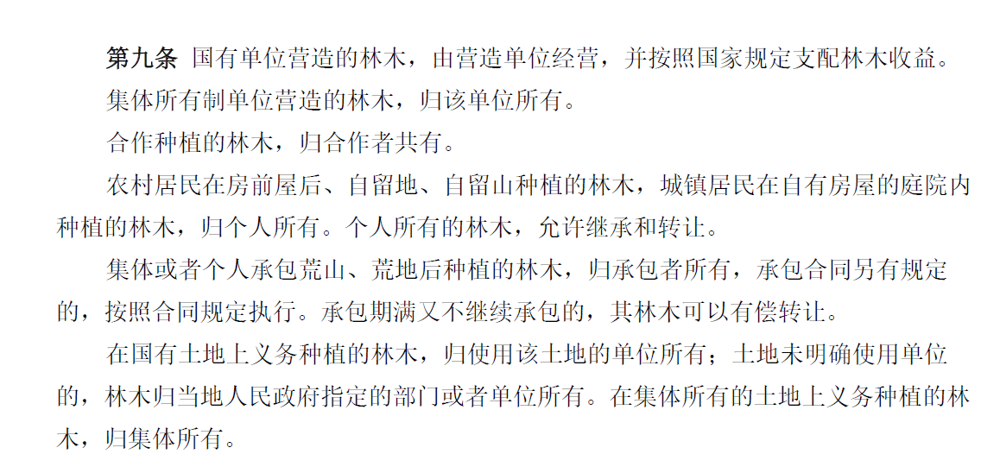 第九条 国有单位营造的林木，由营造单位经营，并按照国家规定支配林木收益。
集体所有制单位营造的林木，归该单位所有。
合作种植的林木，归合作者共有。
农村居民在房前屋后、自留地、自留山种植的林木，城镇居民在自有房屋的庭院内
种植的林木，归个人所有。个人所有的林木，允许继承和转让。
集体或者个人承包荒山、荒地后种植的林木，归承包者所有，承包合同另有规定
的，按照合同规定执行。承包期满又不继续承包的，其林木可以有偿转让。
在国有土地上义务种植的林木，归使用该土地的单位所有；土地未明确使用单位
的，林木归当地人民政府指定的部门或者单位所有。在集体所有的土地上义务种植的林
木，归集体所有。